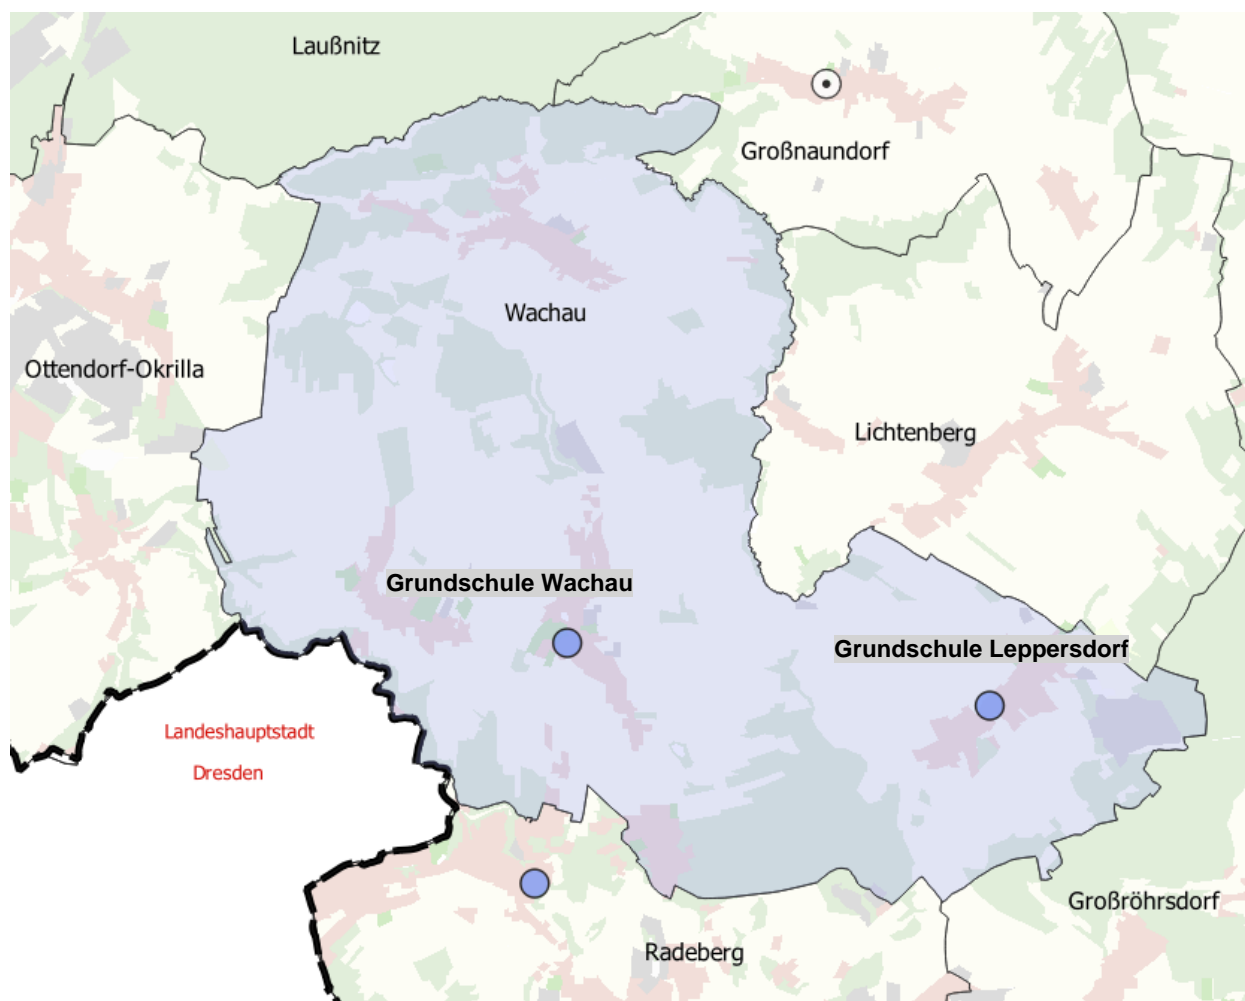 Laußnitz
Großnaundorf
Wachau
Ottendorf-Okrilla
Lichtenberg
Grundschule Wachau
Grundschule Leppersdorf
Landeshauptstadt
Dresden
Großröhrsdorf
Radeberg